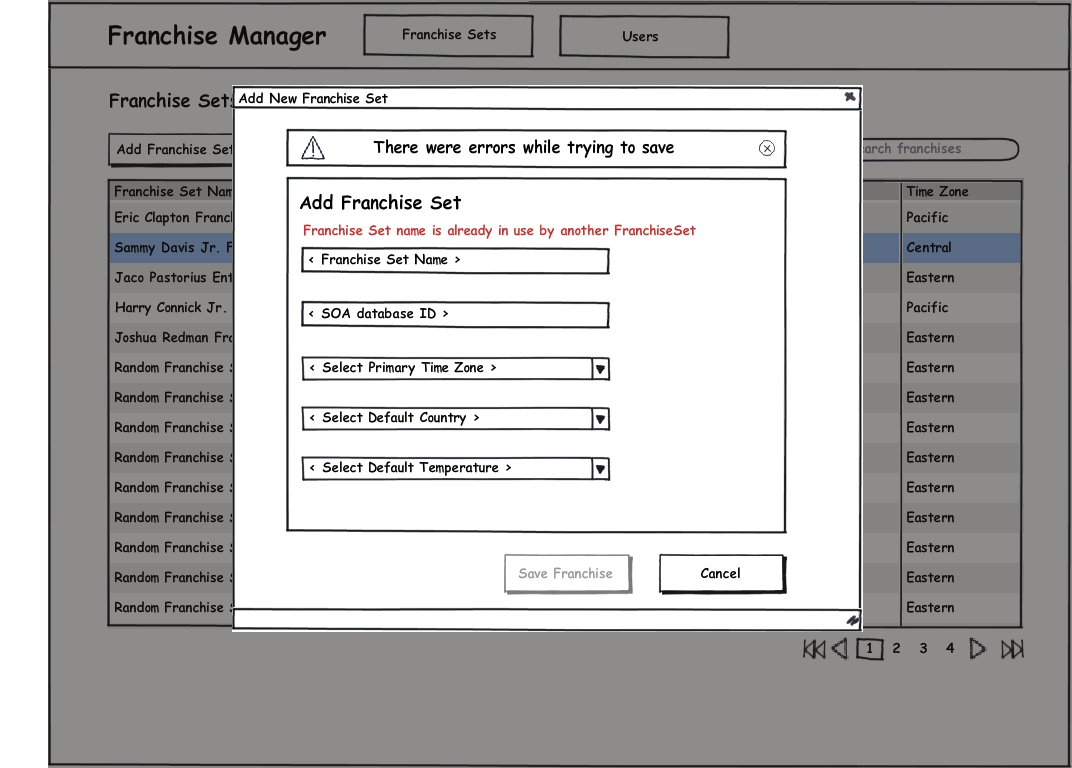 Franchise Manager
Franchise Sets
Users
Franchise Sets
Add New Franchise Set
Add Franchise Set
There were errors while trying to save
franchises
Franchise Set
Time Zone
Eric Clapton
Pacific
Sammy Davis Jr.
Central
Jaco Pastorius
Eastern
Harry Connick Jr.
Pacific
Joshua Redman
Eastern
Random Franchise
Eastern
Random Franchise
Eastern
Random Franchise
Eastern
Random Franchise
Eastern
Random Franchise
Eastern
Random Franchise
Eastern
Random Franchise
Eastern
Random Franchise
Eastern
Random Franchise
Eastern
Add Franchise Set
Franchise Set name is already in use by another FranchiseSet
< Franchise Set Name >
< SOA database ID >
< Select Primary Time Zone >
< Select Default Country >
< Select Default Temperature >
Save Franchise
Cancel
1 2 3 4